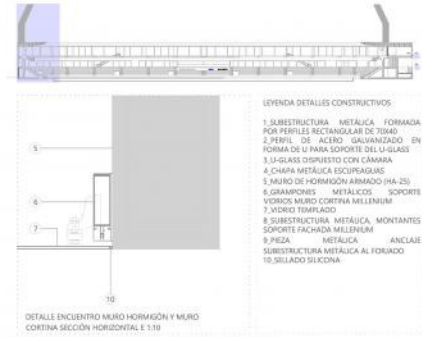 LEYENDA DETALLES CONSTRUCTIVOS
1_SUBESTRUCTURA METÁLICA FORMADA
POR PERFILES RECTANGULAR DE 70X40
2_PERFIL DE ACERO GALVANIZADO EN
FORMA DE U PARA SOPORTE DEL U-GLASS
3_U-GLASS DISPUESTO CON CÁMARA
4_CHAPA METÁLICA ESCUPEAGUAS
5_MURO DE HORMIGÓN ARMADO (HA-25)
6_GRAMPONES METÁLICOS SOPORTE
VIDRIOS MURO CORTINA MILLENIUM
7_VIDRIO TEMPLADO
8_SUBESTRUCTURA METÁLICA, MONTANTES
SOPORTE FACHADA MILLENIUM
9_PIEZA METÁLICA ANCLAJE
SUBESTRUCTURA METÁLICA AL FORJADO
10_SELLADO SILICONA
5
6
7
10
DETALLE ENCUENTRO MURO HORMIGÓN Y MURO
CORTINA SECCIÓN HORIZONTAL E 1:10